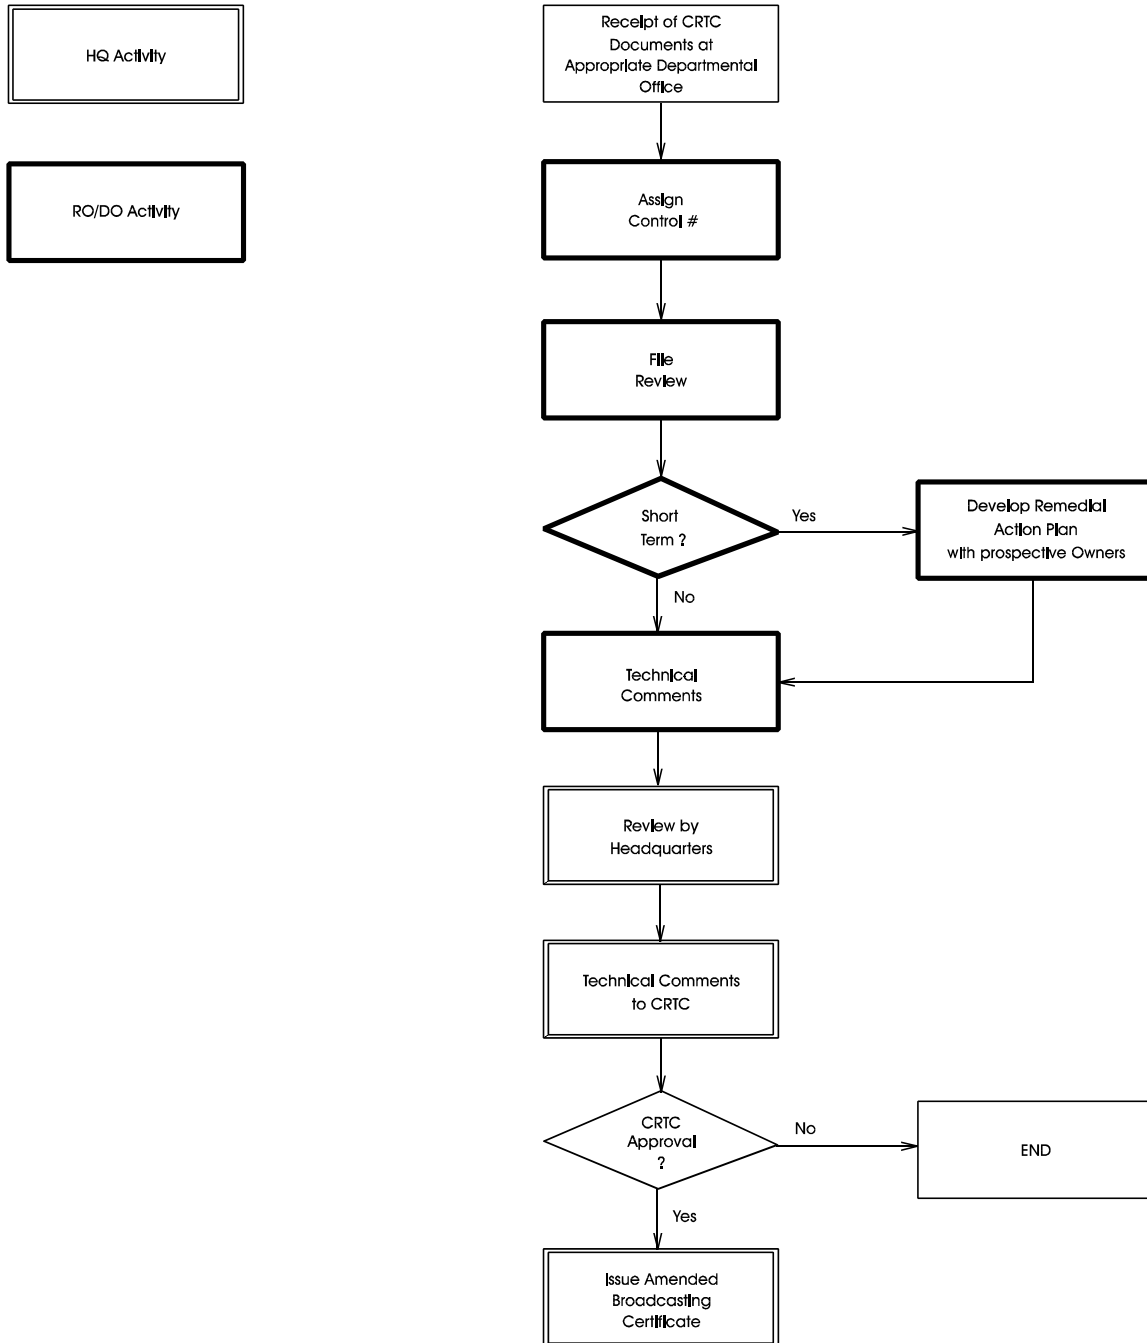 HQ Activity
RO/DO Activity
Receipt of CRTC
Documents at
Appropriate Departmental
Office
Assign
Control #
File
Review
Short
Term ?
Yes
Develop Remedial
Action Plan
with prospective Owners
No
Technical
Comments
Review by
Headquarters
Technical Comments
to CRTC
CRTC
Approval
?
No
END
Yes
Issue Amended
Broadcasting
Certificate